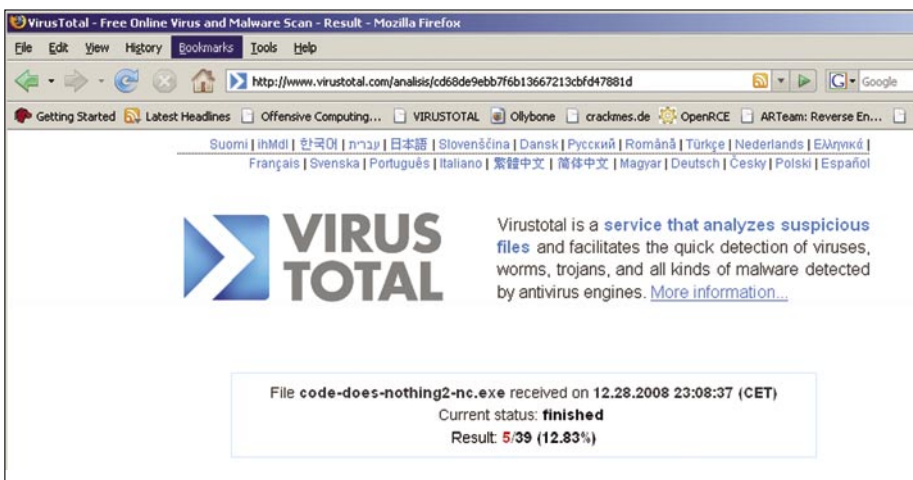 VirusTotal - Free Online Virus and Malware Scan - Result - Mozilla Firefox
File Edit View History Bookmarks Tools Help
http://www.virustotal.com/analisis/cd68de9ebb7f6b13667213cbfd47881d
G Google
Getting Started Latest Headlines Offensive Computing... VIRUSTOTAL Ollybone crackmes.de OpenRCE ARTeam: Reverse En...
Suomi | ihMdl | 한국어 | עברית | 日本語 | Slovenščina | Dansk | Русский | Română | Türkçe | Nederlands | Ελληνικά |
Français | Svenska | Português | Italiano | 繁體中文 | 简体中文 | Magyar | Deutsch | Česky | Polski | Español
VIRUS
TOTAL
Virustotal is a service that analyzes suspicious
files and facilitates the quick detection of viruses,
worms, trojans, and all kinds of malware detected
by antivirus engines. More information...
File code-does-nothing2-nc.exe received on 12.28.2008 23:08:37 (CET)
Current status: finished
Result: 5/39 (12.83%)